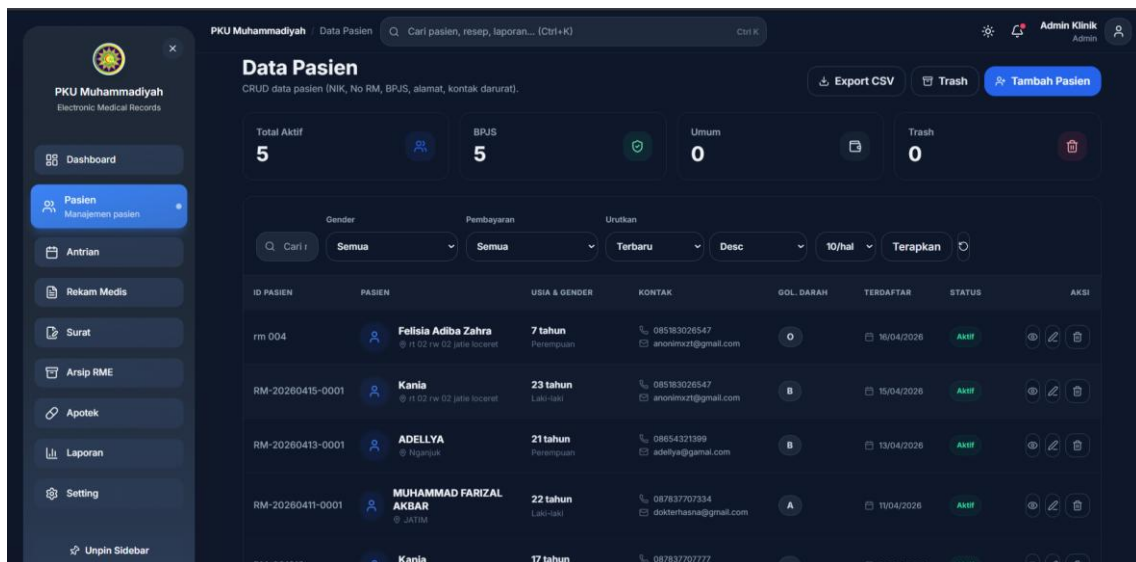 PKU Muhammadiyah
Electronic Medical Records
Dashboard
Pasien
Manajemen pasien
Antrian
Rekam Medis
Surat
Arsip RME
Apotek
Laporan
Setting
Unpin Sidebar
PKU Muhammadiyah / Data Pasien
Cari pasien, resep, laporan... (Ctrl+K)
Ctrl K
Admin Klinik
Admin
Data Pasien
CRUD data pasien (NIK, No RM, BPJS, alamat, kontak darurat).
Export CSV
Trash
Tambah Pasien
Total Aktif
5
BPJS
5
Umum
0
Trash
0
Gender Pembayaran Urutkan
Cari Semua Semua Terbaru Desc 10/hal Terapkan
ID PASIEN PASIEN USIA & GENDER KONTAK GOL. DARAH TERDAFTAR STATUS AKSI
rm 004 Felisia Adiba Zahra 7 tahun 085183026547 O 16/04/2026 Aktif
rt 02 rw 02 jatie loceret Perempuan anonimxzt@gmail.com
RM-20260415-0001 Kania 23 tahun 085183026547 B 15/04/2026 Aktif
rt 02 rw 02 jatie loceret Laki-laki anonimxzt@gmail.com
RM-20260413-0001 ADELLYA 21 tahun 08654321399 B 13/04/2026 Aktif
Nganjuk Perempuan adellya@gamal.com
RM-20260411-0001 MUHAMMAD FARIZAL AKBAR 22 tahun 087837707334 A 11/04/2026 Aktif
JATIM Laki-laki dokterhasna@gmail.com
Kania 17 tahun 087837707777